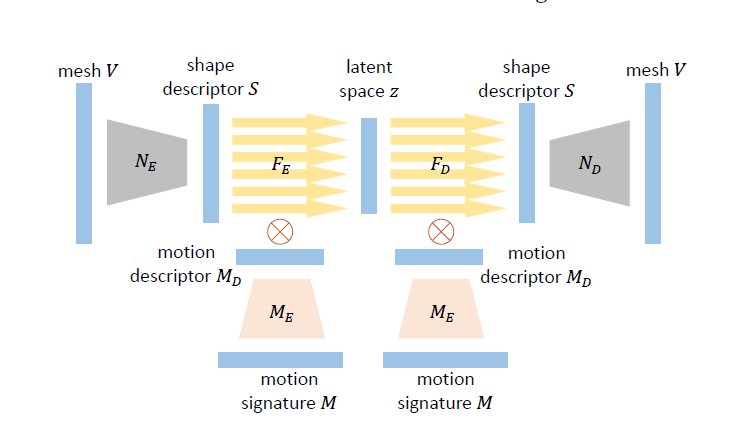 mesh V
shape
descriptor S
latent
space z
shape
descriptor S
mesh V
N_E
F_E
F_D
N_D
motion
descriptor M_D
motion
descriptor M_D
M_E
M_E
motion
signature M
motion
signature M